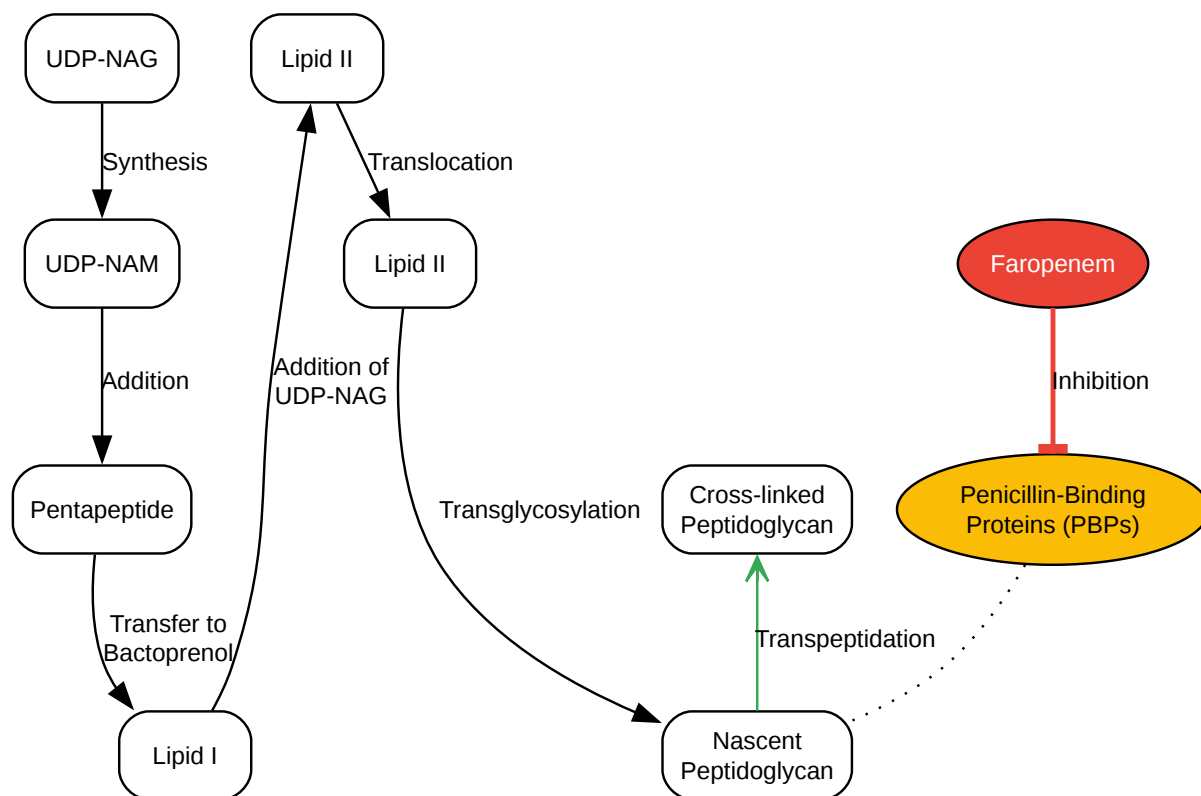 UDP-NAG
Synthesis
UDP-NAM
Addition
Pentapeptide
Transfer to
Bactoprenol
Lipid I
Addition of
UDP-NAG
Lipid II
Translocation
Lipid II
Transglycosylation
Nascent
Peptidoglycan
Transpeptidation
Cross-linked
Peptidoglycan
Faropenem
Inhibition
Penicillin-Binding
Proteins (PBPs)